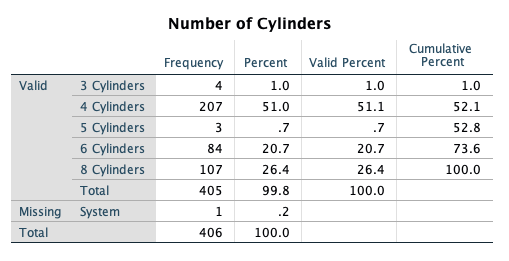 Number of Cylinders
Frequency Percent Valid Percent Cumulative Percent
Valid 3 Cylinders 4 1.0 1.0 1.0
4 Cylinders 207 51.0 51.1 52.1
5 Cylinders 3 .7 .7 52.8
6 Cylinders 84 20.7 20.7 73.6
8 Cylinders 107 26.4 26.4 100.0
Total 405 99.8 100.0
Missing System 1 .2
Total 406 100.0